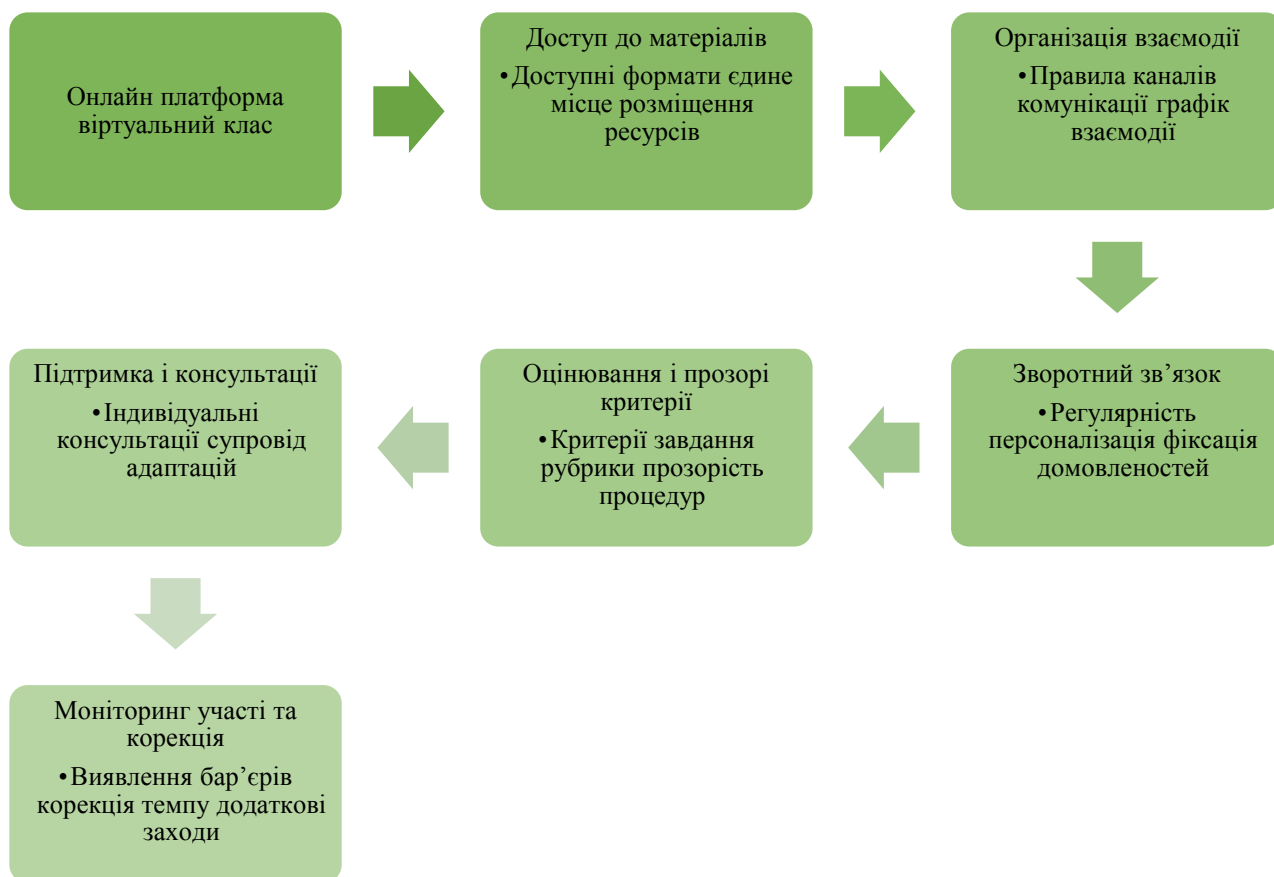 Онлайн платформа
віртуальний клас
Доступ до матеріалів
•Доступні формати єдине
місце розміщення
ресурсів
Організація взаємодії
•Правила каналів
комунікації графік
взаємодії
Зворотний зв’язок
•Регулярність
персоналізація фіксація
домовленостей
Оцінювання і прозорі
критерії
•Критерії завдання
рубрики прозорість
процедур
Підтримка і консультації
•Індивідуальні
консультації супровід
адаптацій
Моніторинг участі та
корекція
•Виявлення бар’єрів
корекція темпу додаткові
заходи